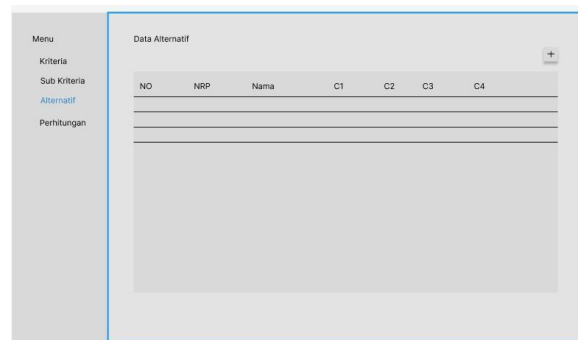 Menu
Kriteria
Sub Kriteria
Alternatif
Perhitungan
Data Alternatif
+
NO NRP Nama C1 C2 C3 C4